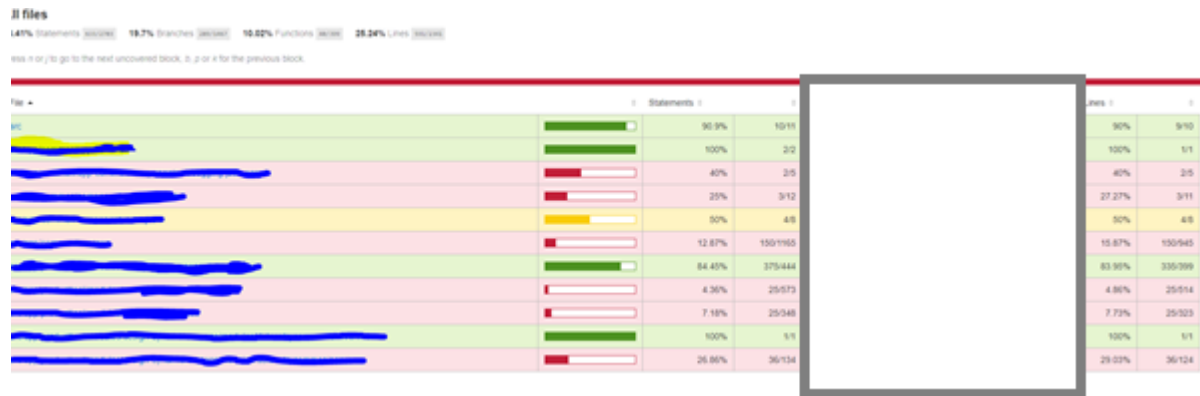 ll files
.41% Statements 19.7% Branches 10.02% Functions 25.24% Lines
ess n or j to go to the next uncovered block, b, p or k for the previous block.
File Statements Lines
90.9% 10/11 90% 9/10
100% 2/2 100% 1/1
40% 2/5 40% 2/5
25% 3/12 27.27% 3/11
50% 4/8 50% 4/8
12.87% 150/1165 15.87% 150/945
84.45% 375/444 83.95% 335/399
4.36% 25/573 4.86% 25/514
7.18% 25/348 7.73% 25/323
100% 1/1 100% 1/1
26.86% 36/134 29.03% 36/124